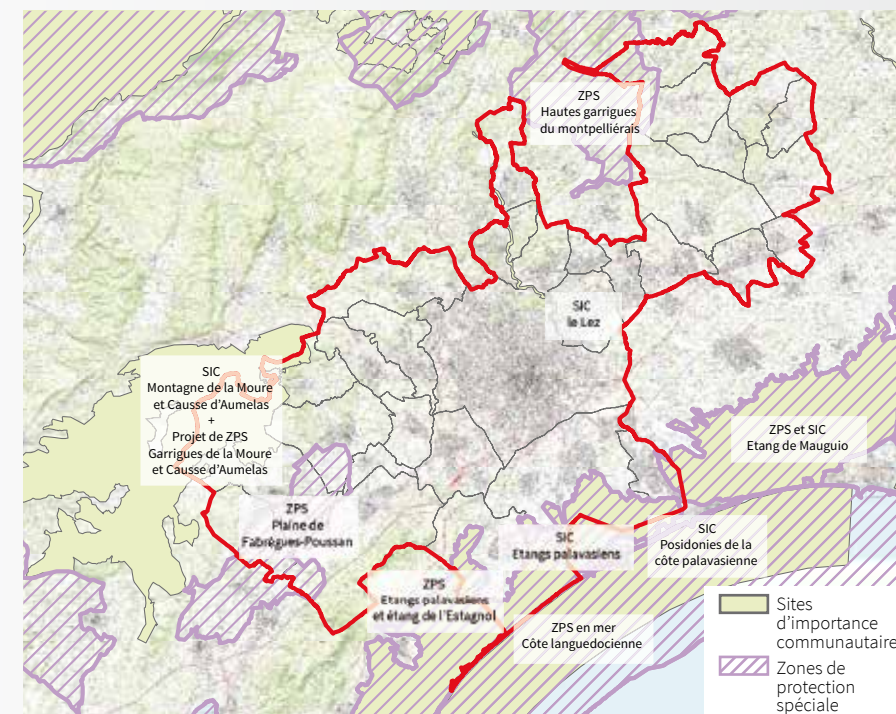 ZPS
Hautes garrigues
du montpelliérais
SIC
le Lez
SIC
Montagne de la Moure
et Causse d'Aumelas
+
Projet de ZPS
Garrigues de la Moure
et Causse d'Aumelas
ZPS et SIC
Etang de Mauguio
ZPS
Plaine de
Fabrègues-Poussan
SIC
Etangs palavasiens
SIC
Posidonies de la
côte palavasienne
ZPS
Etangs palavasiens
et étang de l'Estagnol
ZPS en mer
Côte languedocienne
Sites
d'importance
communautaire
Zones de
protection
spéciale